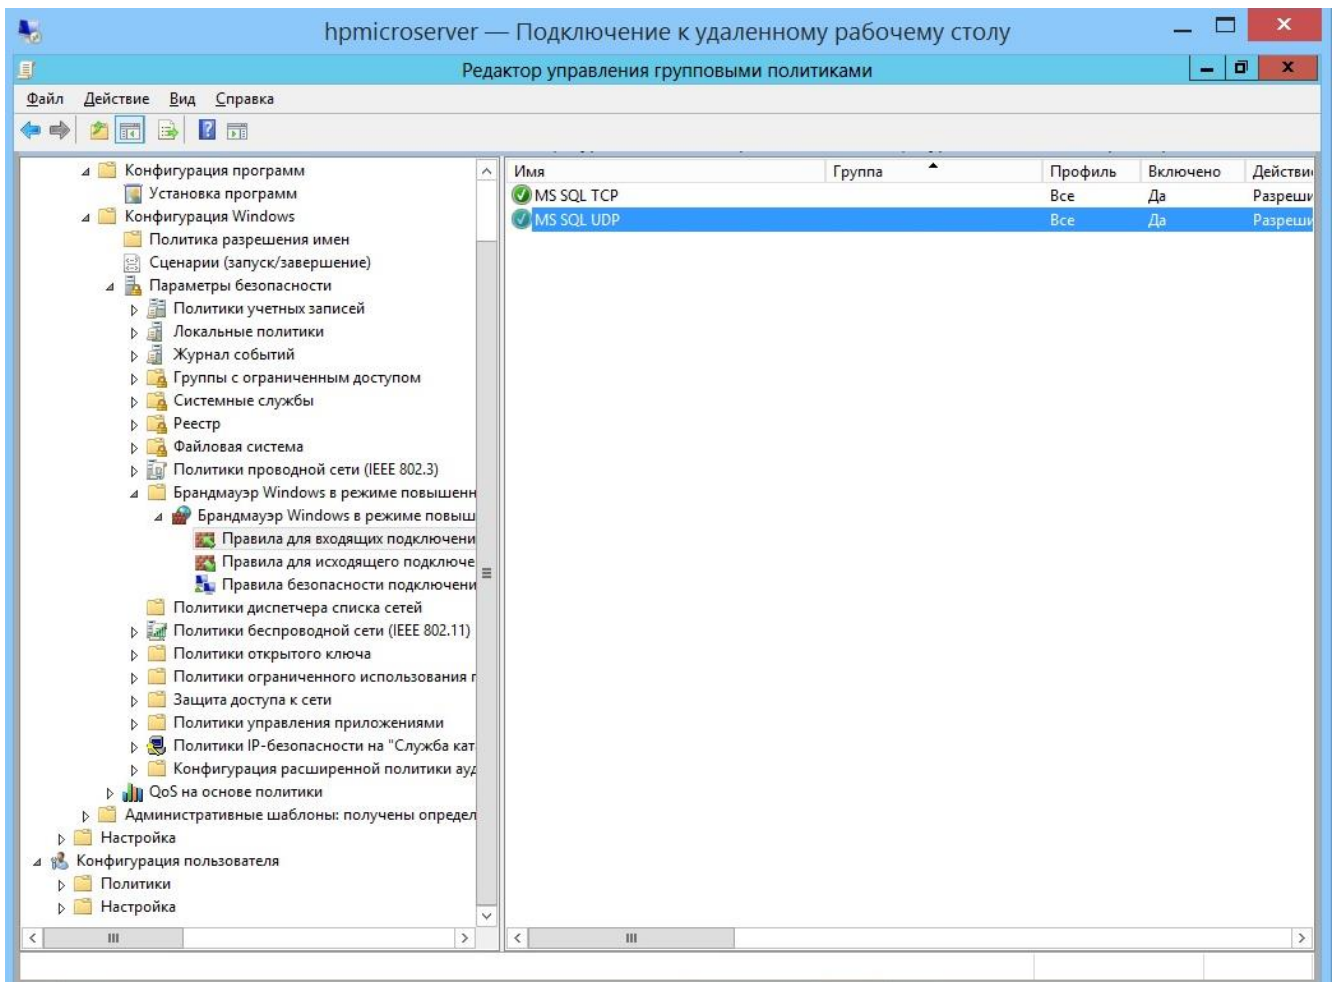 hpmicroserver — Подключение к удаленному рабочему столу
Редактор управления групповыми политиками
Файл Действие Вид Справка
Конфигурация программ
Установка программ
Конфигурация Windows
Политика разрешения имен
Сценарии (запуск/завершение)
Параметры безопасности
Политики учетных записей
Локальные политики
Журнал событий
Группы с ограниченным доступом
Системные службы
Реестр
Файловая система
Политики проводной сети (IEEE 802.3)
Брандмауэр Windows в режиме повышенн
Брандмауэр Windows в режиме повыш
Правила для входящих подключени
Правила для исходящего подключе
Правила безопасности подключени
Политики диспетчера списка сетей
Политики беспроводной сети (IEEE 802.11)
Политики открытого ключа
Политики ограниченного использования г
Защита доступа к сети
Политики управления приложениями
Политики IP-безопасности на "Служба кат
Конфигурация расширенной политики ауд
QoS на основе политики
Административные шаблоны: получены определ
Настройка
Конфигурация пользователя
Политики
Настройка
Имя Группа Профиль Включено Действи
MS SQL TCP Все Да Разреши
MS SQL UDP Все Да Разреши